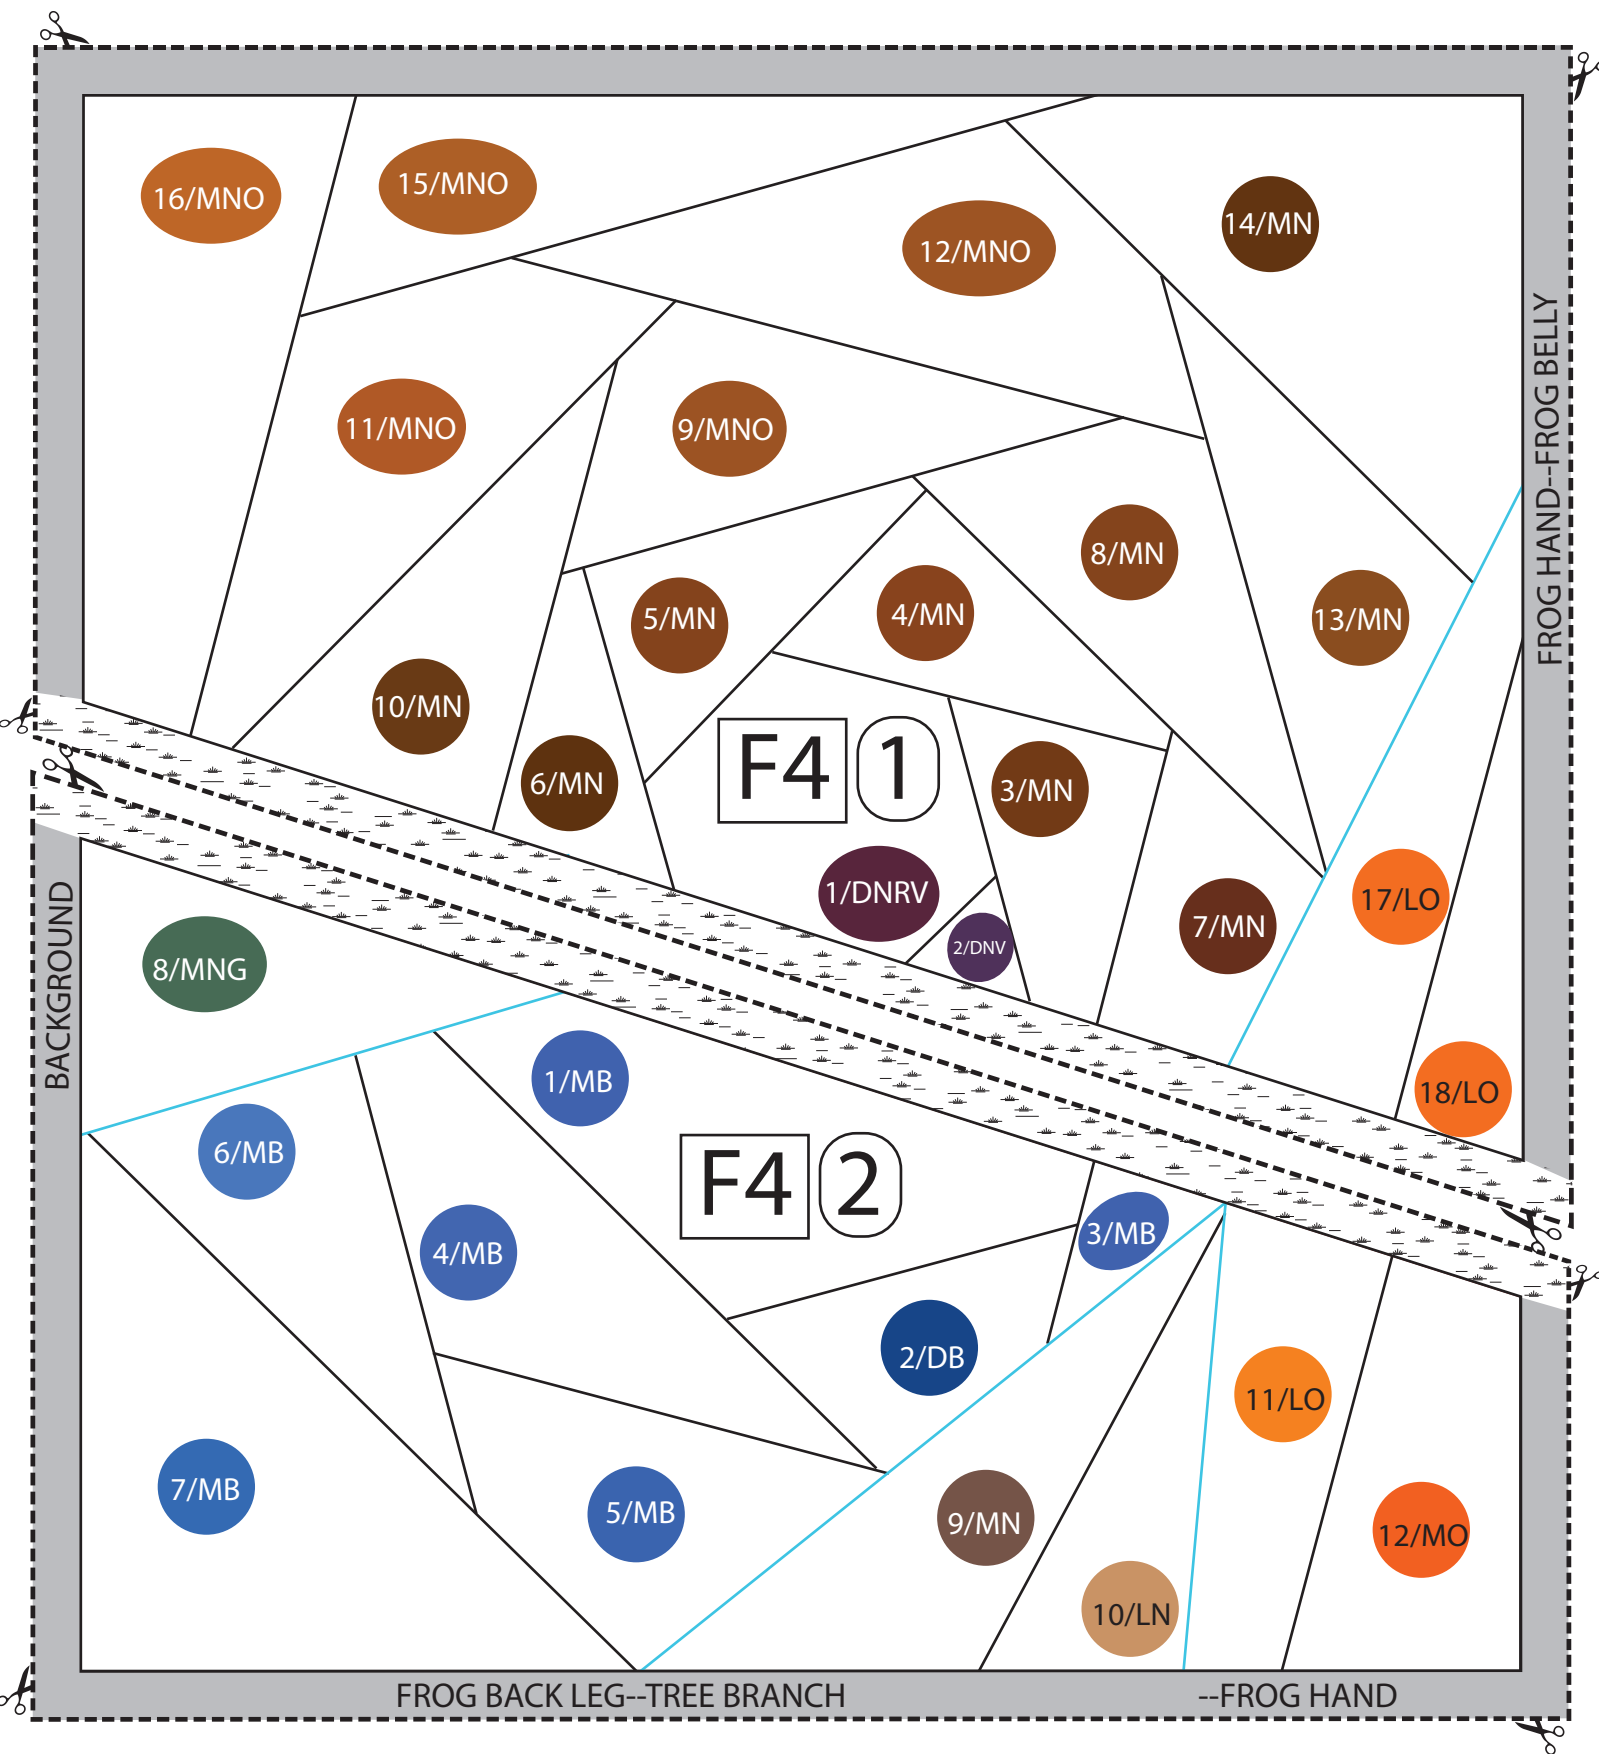 16/MNO
15/MNO
12/MNO
14/MN
11/MNO
9/MNO
8/MN
5/MN
4/MN
13/MN
10/MN
6/MN
F4 1
3/MN
1/DNRV
2/DNV
7/MN
17/LO
18/LO
FROG HAND--FROG BELLY
BACKGROUND
8/MNG
1/MB
6/MB
F4 2
4/MB
3/MB
2/DB
11/LO
7/MB
5/MB
9/MN
12/MO
10/LN
FROG BACK LEG--TREE BRANCH
--FROG HAND